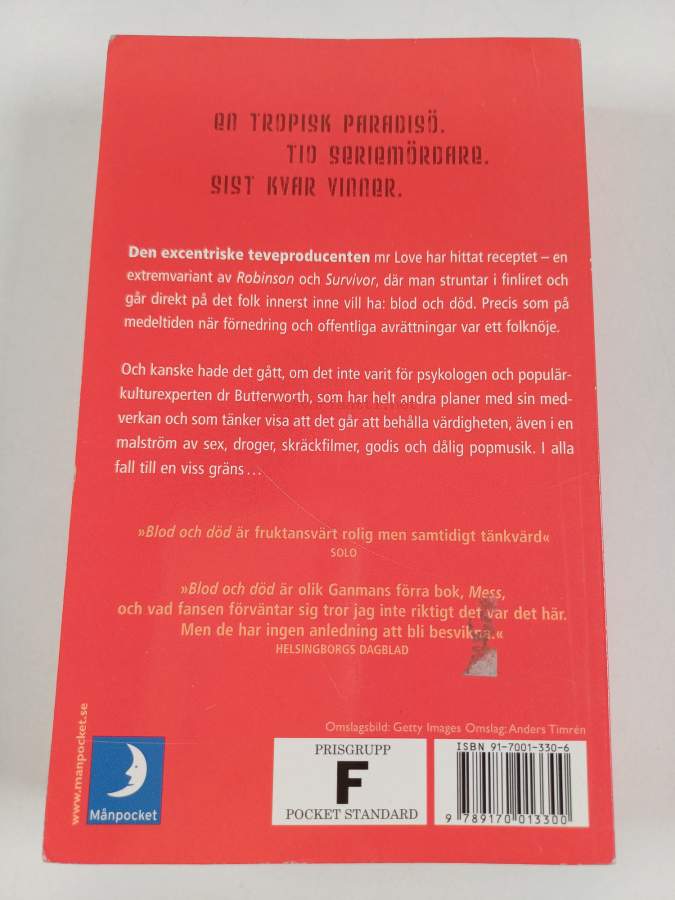 en TROPISK PARADISÖ.
TIO SeRIeMÖRDARe.
SIST KVAR VINNeR.
Den excentriske teveproducenten mr Love har hittat receptet – en
extremvariant av Robinson och Survivor, där man struntar i finliret och
går direkt på det folk innerst inne vill ha: blod och död. Precis som på
medeltiden när förnedring och offentliga avrättningar var ett folknöje.
Och kanske hade det gått, om det inte varit för psykologen och populär-
kulturexperten dr Butterworth, som har helt andra planer med sin med-
verkan och som tänker visa att det går att behålla värdigheten, även i en
malström av sex, droger, skräckfilmer, godis och dålig popmusik. I alla
fall till en viss gräns…
»Blod och död är fruktansvärt rolig men samtidigt tänkvärd«
SOLO
»Blod och död är olik Ganmans förra bok, Mess,
och vad fansen förväntar sig tror jag inte riktigt det var det här.
Men de har ingen anledning att bli besvikna.«
HELSINGBORGS DAGBLAD
Omslagsbild: Getty Images Omslag: Anders Timrén
www.manpocket.se
Månpocket
PRISGRUPP
F
POCKET STANDARD
ISBN 91-7001-330-6
9 789170 013300